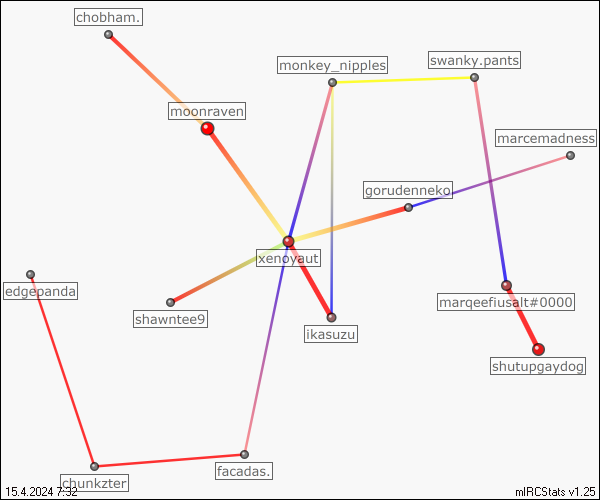 chobham.
monkey_nipples
swanky.pants
moonraven
marcemadness
gorudenneko
xenoyaut
edgepanda
marqeefiusalt#0000
shawntee9
ikasuzu
shutupgaydog
facadas.
chunkzter
15.4.2024 7:32
mIRCStats v1.25